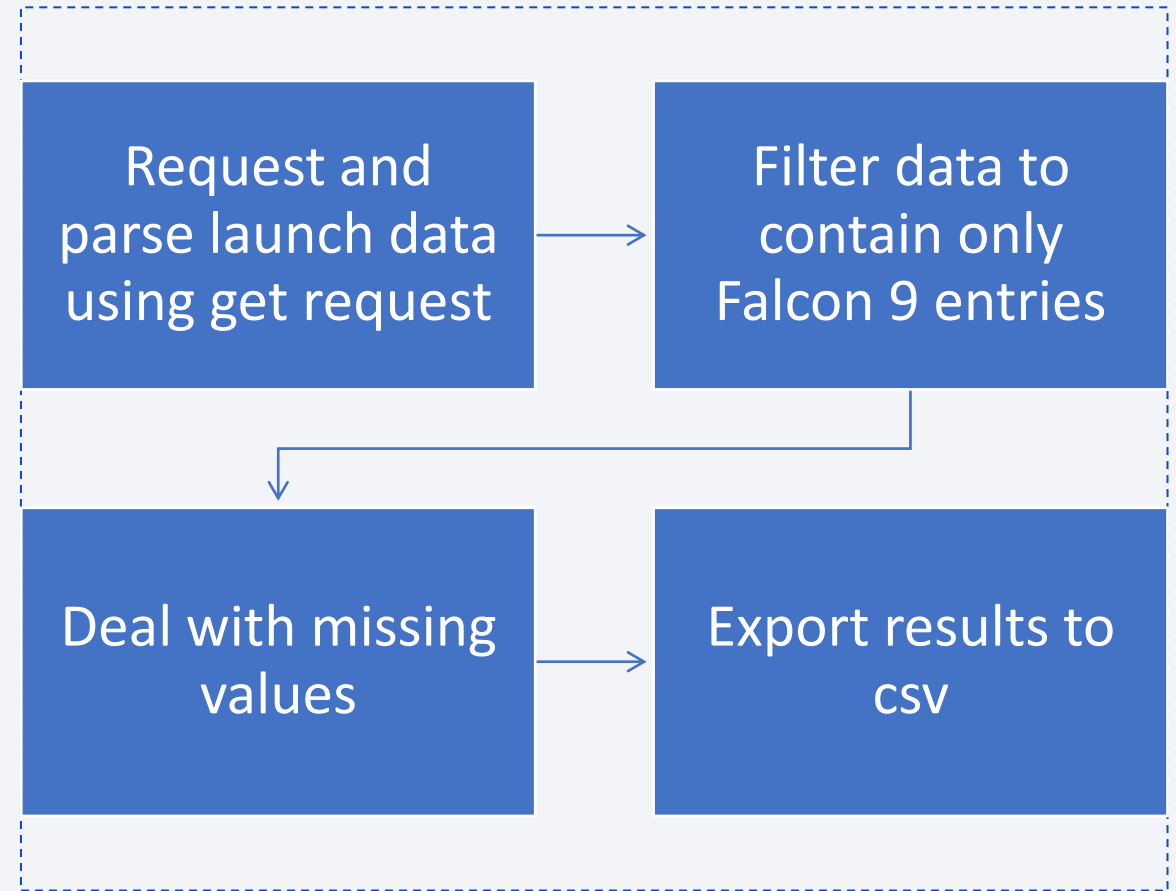 Request and
parse launch data
using get request
Filter data to
contain only
Falcon 9 entries
Deal with missing
values
Export results to
csv